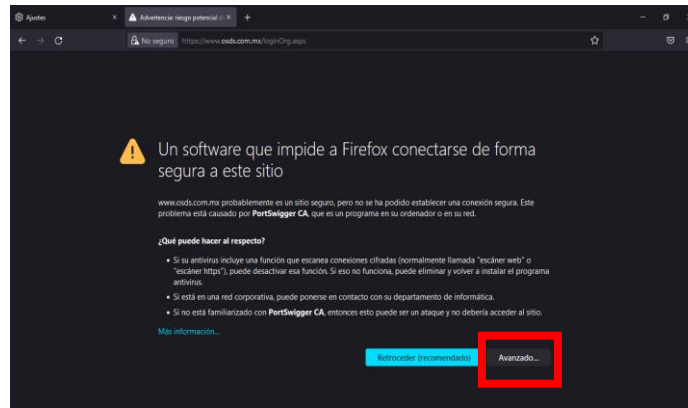 Ajustes
Advertencia: riesgo potencial
No seguro https://www.osds.com.mx/loginOrg.aspx
Un software que impide a Firefox conectarse de forma
segura a este sitio
www.osds.com.mx probablemente es un sitio seguro, pero no se ha podido establecer una conexión segura. Este
problema está causado por PortSwigger CA, que es un programa en su ordenador o en su red.
¿Qué puede hacer al respecto?
• Si su antivirus incluye una función que escanea conexiones cifradas (normalmente llamada "escáner web" o
"escáner https"), puede desactivar esa función. Si eso no funciona, puede eliminar y volver a instalar el programa
antivirus.
• Si está en una red corporativa, puede ponerse en contacto con su departamento de informática.
• Si no está familiarizado con PortSwigger CA, entonces esto puede ser un ataque y no debería acceder al sitio.
Más información...
Retroceder (recomendado) Avanzado...